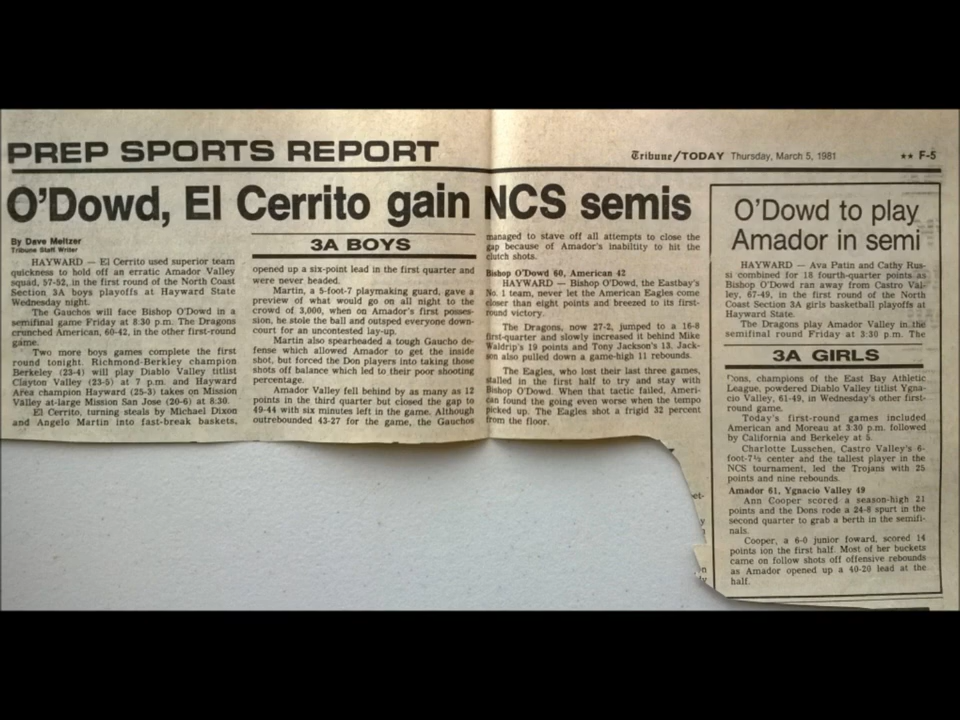 PREP SPORTS REPORT
Tribune/TODAY Thursday, March 5, 1981
★★ F-5
O'Dowd, El Cerrito gain NCS semis
By Dave Meltzer
Tribune Staff Writer
HAYWARD — El Cerrito used superior team
quickness to hold off an erratic Amador Valley
squad, 57-52, in the first round of the North Coast
Section 3A boys playoffs at Hayward State
Wednesday night.
The Gauchos will face Bishop O'Dowd in a
semifinal game Friday at 8:30 p.m. The Dragons
crunched American, 60-42, in the other first-round
game.
Two more boys games complete the first
round tonight. Richmond-Berkley champion
Berkeley (23-4) will play Diablo Valley titlist
Clayton Valley (23-5) at 7 p.m. and Hayward
Area champion Hayward (25-3) takes on Mission
Valley at-large Mission San Jose (20-6) at 8:30.
El Cerrito, turning steals by Michael Dixon
and Angelo Martin into fast-break baskets,
3A BOYS
opened up a six-point lead in the first quarter and
were never headed.
Martin, a 5-foot-7 playmaking guard, gave a
preview of what would go on all night to the
crowd of 3,000, when on Amador's first posses-
sion, he stole the ball and outsped everyone down-
court for an uncontested lay-up.
Martin also spearheaded a tough Gaucho de-
fense which allowed Amador to get the inside
shot, but forced the Don players into taking those
shots off balance which led to their poor shooting
percentage.
Amador Valley fell behind by as many as 12
points in the third quarter but closed the gap to
49-44 with six minutes left in the game. Although
outrebounded 43-27 for the game, the Gauchos
managed to stave off all attempts to close the
gap because of Amador's inability to hit the
clutch shots.
Bishop O'Dowd 60, American 42
HAYWARD — Bishop O'Dowd, the Eastbay's
No. 1 team, never let the American Eagles come
closer than eight points and breezed to its first-
round victory.
The Dragons, now 27-2, jumped to a 16-8
first-quarter and slowly increased it behind Mike
Waldrip's 19 points and Tony Jackson's 13. Jack-
son also pulled down a game-high 11 rebounds.
The Eagles, who lost their last three games,
stalled in the first half to try and stay with
Bishop O'Dowd. When that tactic failed, Ameri-
can found the going even worse when the tempo
picked up. The Eagles shot a frigid 32 percent
from the floor.
O'Dowd to play
Amador in semi
HAYWARD — Ava Patin and Cathy Rus-
si combined for 18 fourth-quarter points as
Bishop O'Dowd ran away from Castro Val-
ley, 67-49, in the first round of the North
Coast Section 3A girls basketball playoffs at
Hayward State.
The Dragons play Amador Valley in the
semifinal round Friday at 3:30 p.m. The
3A GIRLS
Dons, champions of the East Bay Athletic
League, powdered Diablo Valley titlist Ygna-
cio Valley, 61-49, in Wednesday's other first-
round game.
Today's first-round games included
American and Moreau at 3:30 p.m. followed
by California and Berkeley at 5.
Charlotte Lusschen, Castro Valley's 6-
foot-7½ center and the tallest player in the
NCS tournament, led the Trojans with 25
points and nine rebounds.
Amador 61, Ygnacio Valley 49
Ann Cooper scored a season-high 21
points and the Dons rode a 24-8 spurt in the
second quarter to grab a berth in the semifi-
nals.
Cooper, a 6-0 junior foward, scored 14
points ion the first half. Most of her buckets
came on follow shots off offensive rebounds
as Amador opened up a 40-20 lead at the
half.